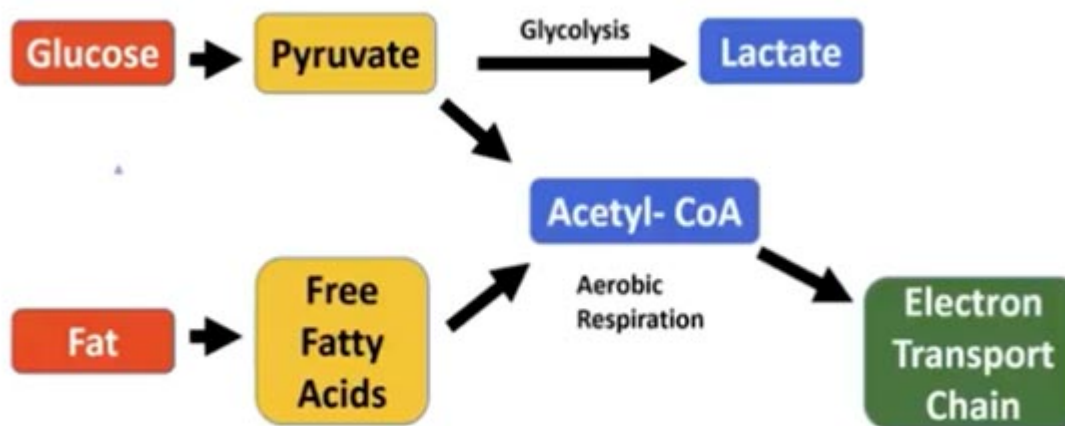 Glucose
Pyruvate
Glycolysis
Lactate
Acetyl- CoA
Aerobic
Respiration
Fat
Free
Fatty
Acids
Electron
Transport
Chain